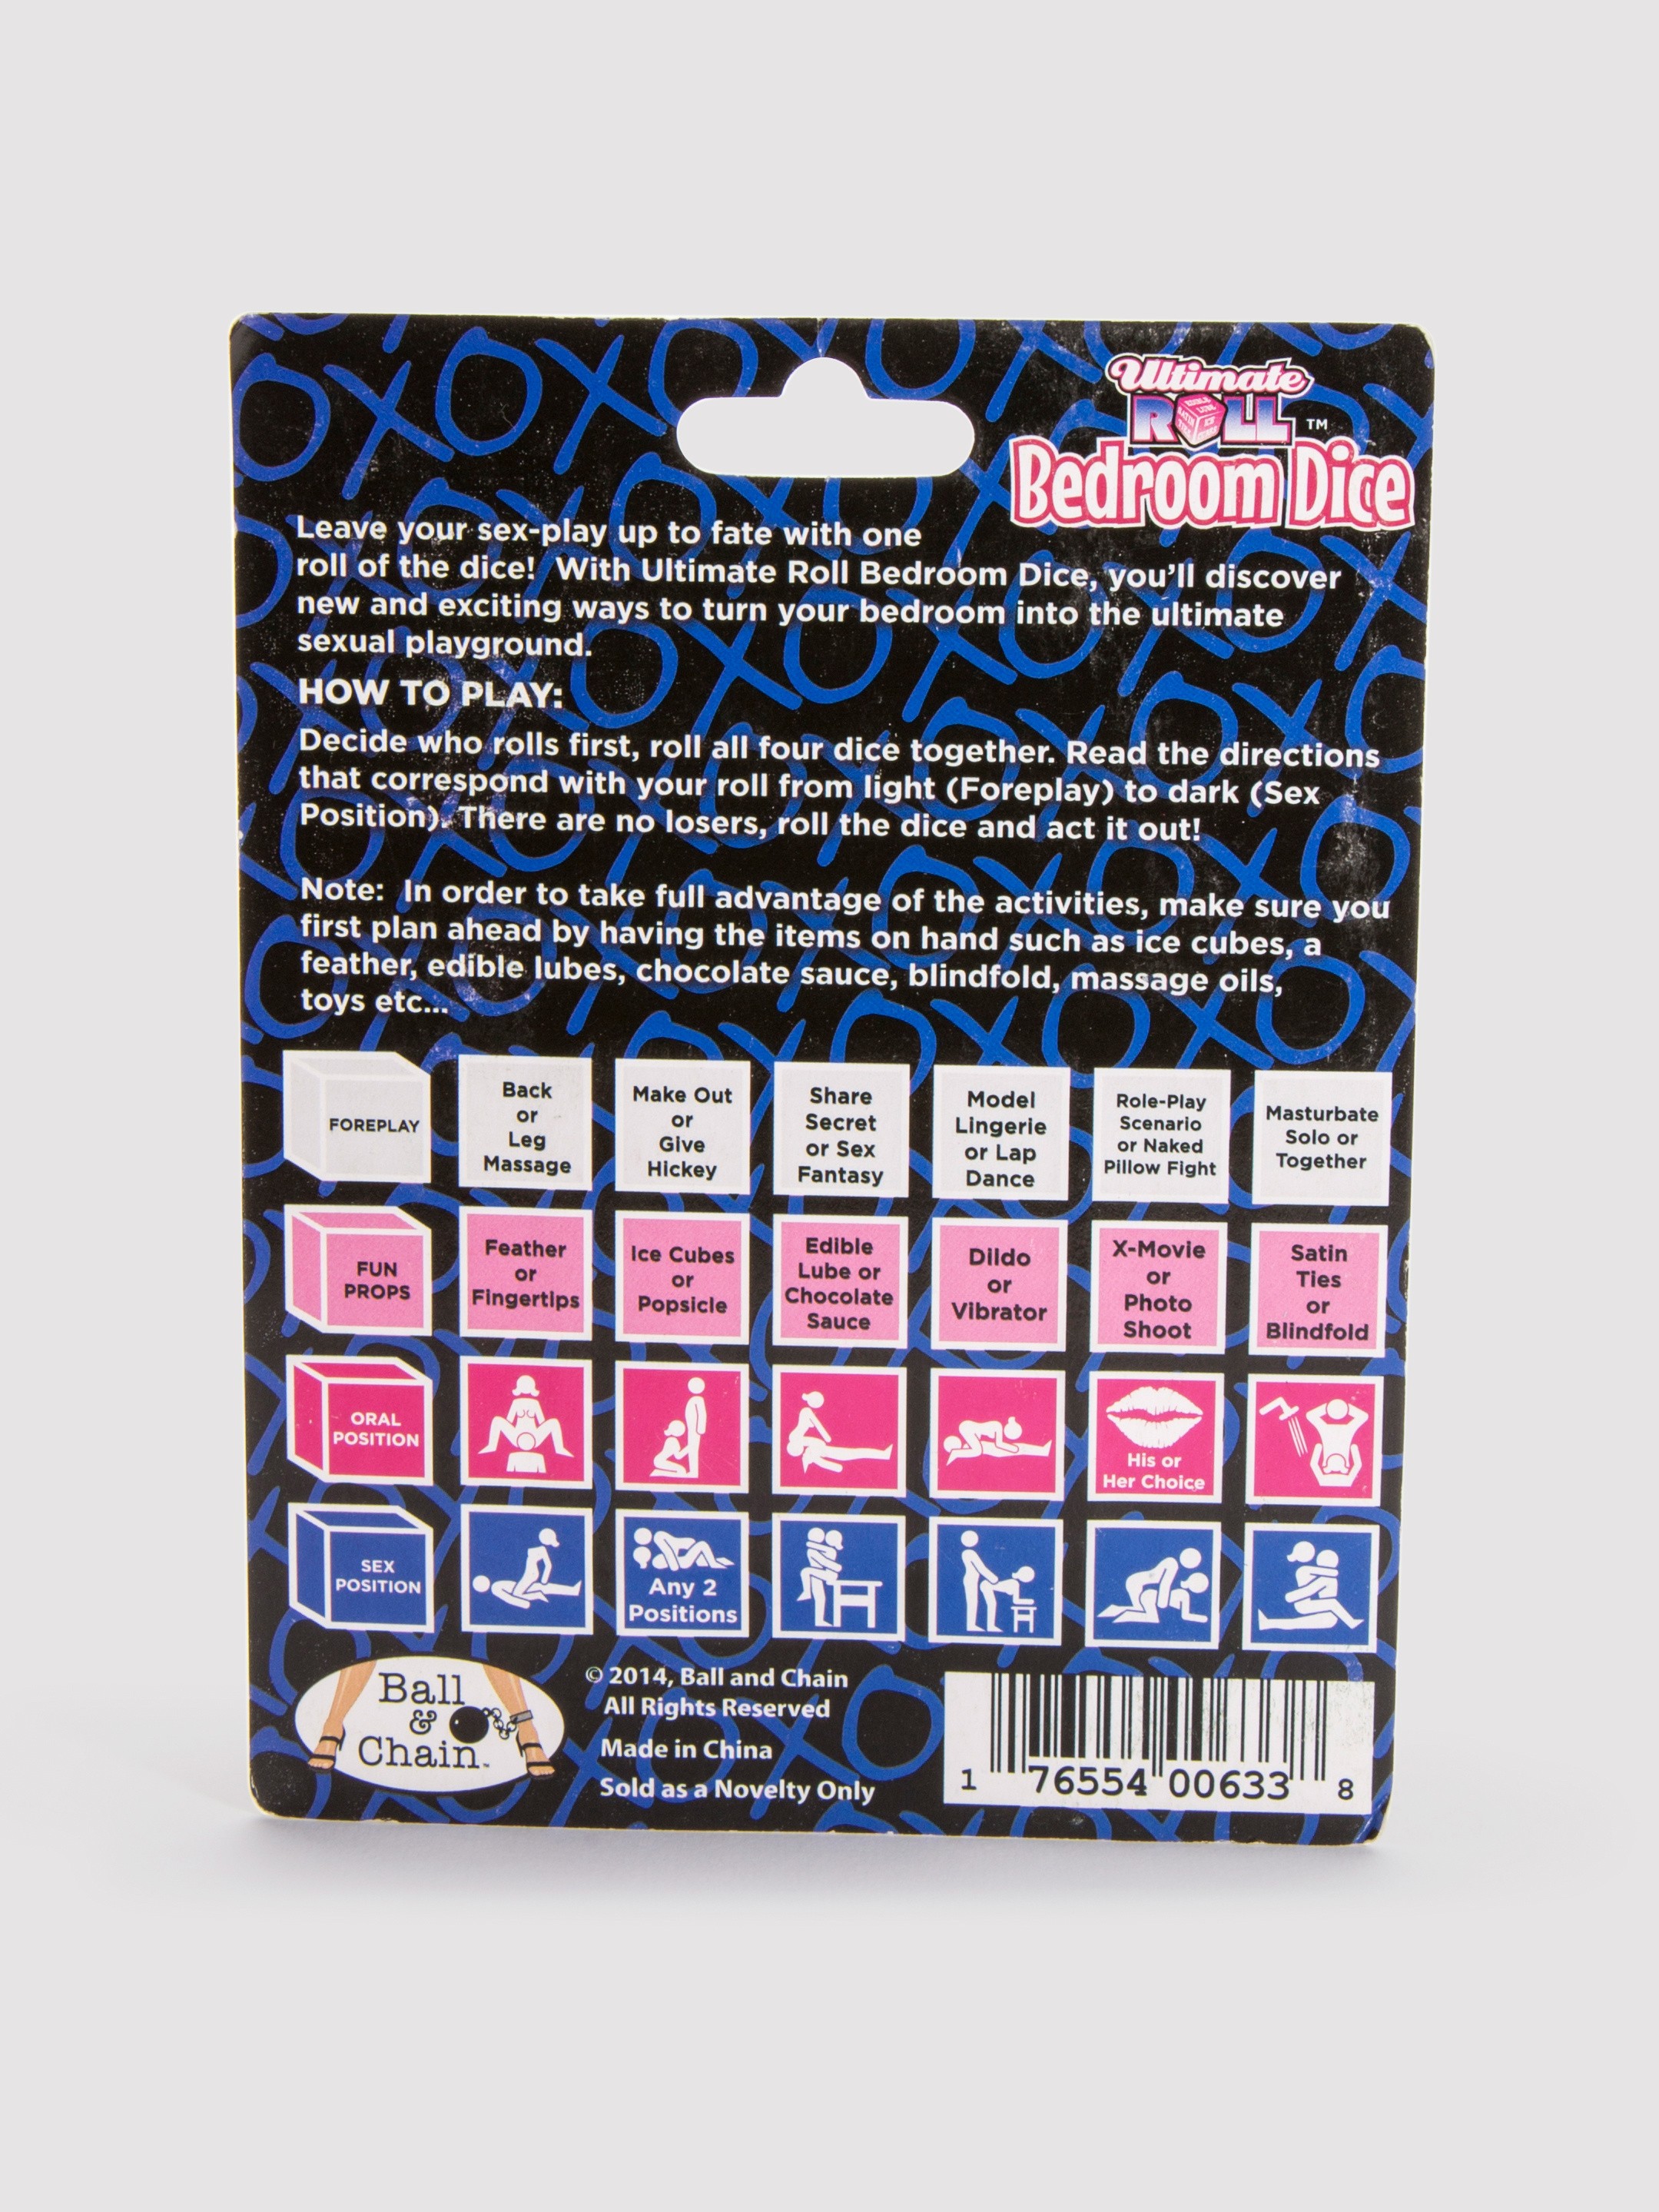 Ultimate
ROLL ™
Bedroom Dice
Leave your sex-play up to fate with one
roll of the dice! With Ultimate Roll Bedroom Dice, you'll discover
new and exciting ways to turn your bedroom into the ultimate
sexual playground.
HOW TO PLAY:
Decide who rolls first, roll all four dice together. Read the directions
that correspond with your roll from light (Foreplay) to dark (Sex
Position). There are no losers, roll the dice and act it out!
Note: In order to take full advantage of the activities, make sure you
first plan ahead by having the items on hand such as ice cubes, a
feather, edible lubes, chocolate sauce, blindfold, massage oils,
toys etc...
FOREPLAY
Back
or
Leg
Massage
Make Out
or
Give
Hickey
Share
Secret
or Sex
Fantasy
Model
Lingerie
or Lap
Dance
Role-Play
Scenario
or Naked
Pillow Fight
Masturbate
Solo or
Together
FUN
PROPS
Feather
or
Fingertips
Ice Cubes
or
Popsicle
Edible
Lube or
Chocolate
Sauce
Dildo
or
Vibrator
X-Movie
or
Photo
Shoot
Satin
Ties
or
Blindfold
ORAL
POSITION
His or
Her Choice
SEX
POSITION
Any 2
Positions
Ball
&
Chain™
© 2014, Ball and Chain
All Rights Reserved
Made in China
Sold as a Novelty Only
1 76554 00633 8